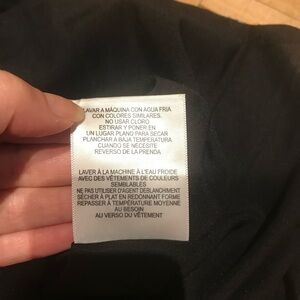 LAVAR A MÁQUINA CON AGUA FRIA
CON COLORES SIMILARES.
NO USAR CLORO
ESTIRAR Y PONER EN
UN LUGAR PLANO PARA SECAR
PLANCHAR A BAJA TEMPERATURA
CUANDO SE NECESITE
REVERSO DE LA PRENDA
LAVER À LA MACHINE À L'EAU FROIDE
AVEC DES VÊTEMENTS DE COULEURS
SEMBLABLES
NE PAS UTILISER D'AGENT DEBLANCHIMENT
SÉCHER À PLAT EN REDONNANT FORME
REPASSER À TEMPÉRATURE MOYENNE
AU BESOIN
AU VERSO DU VÊTEMENT